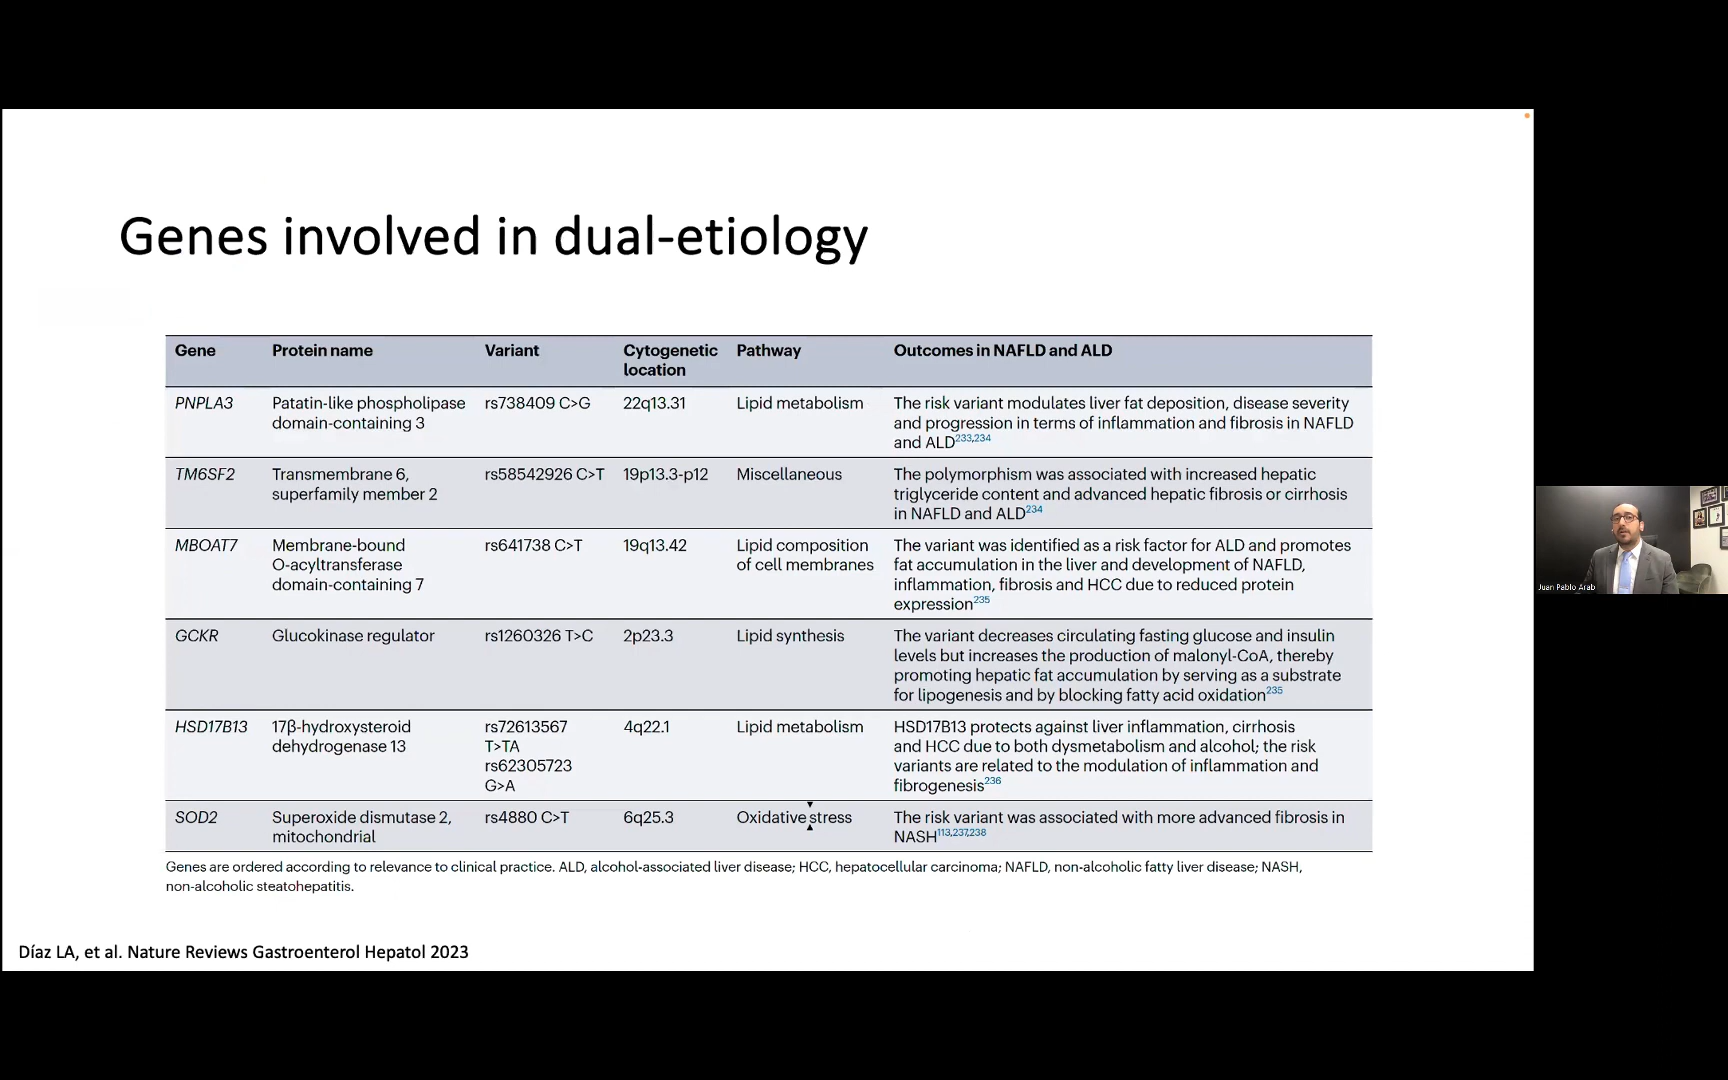 Genes involved in dual-etiology
Gene Protein name Variant Cytogenetic location Pathway Outcomes in NAFLD and ALD
PNPLA3 Patatin-like phospholipase rs738409 C>G 22q13.31 Lipid metabolism The risk variant modulates liver fat deposition, disease severity
domain-containing 3 and progression in terms of inflammation and fibrosis in NAFLD
and ALD233,234
TM6SF2 Transmembrane 6, rs58542926 C>T 19p13.3-p12 Miscellaneous The polymorphism was associated with increased hepatic
superfamily member 2 triglyceride content and advanced hepatic fibrosis or cirrhosis
in NAFLD and ALD234
MBOAT7 Membrane-bound rs641738 C>T 19q13.42 Lipid composition The variant was identified as a risk factor for ALD and promotes
O-acyltransferase of cell membranes fat accumulation in the liver and development of NAFLD,
domain-containing 7 inflammation, fibrosis and HCC due to reduced protein
expression235
GCKR Glucokinase regulator rs1260326 T>C 2p23.3 Lipid synthesis The variant decreases circulating fasting glucose and insulin
levels but increases the production of malonyl-CoA, thereby
promoting hepatic fat accumulation by serving as a substrate
for lipogenesis and by blocking fatty acid oxidation235
HSD17B13 17β-hydroxysteroid rs72613567 4q22.1 Lipid metabolism HSD17B13 protects against liver inflammation, cirrhosis
dehydrogenase 13 T>TA and HCC due to both dysmetabolism and alcohol; the risk
rs62305723 variants are related to the modulation of inflammation and
G>A fibrogenesis236
SOD2 Superoxide dismutase 2, rs4880 C>T 6q25.3 Oxidative stress The risk variant was associated with more advanced fibrosis in
mitochondrial NASH113,237,238
Genes are ordered according to relevance to clinical practice. ALD, alcohol-associated liver disease; HCC, hepatocellular carcinoma; NAFLD, non-alcoholic fatty liver disease; NASH,
non-alcoholic steatohepatitis.
Díaz LA, et al. Nature Reviews Gastroenterol Hepatol 2023
Juan Pablo Arab